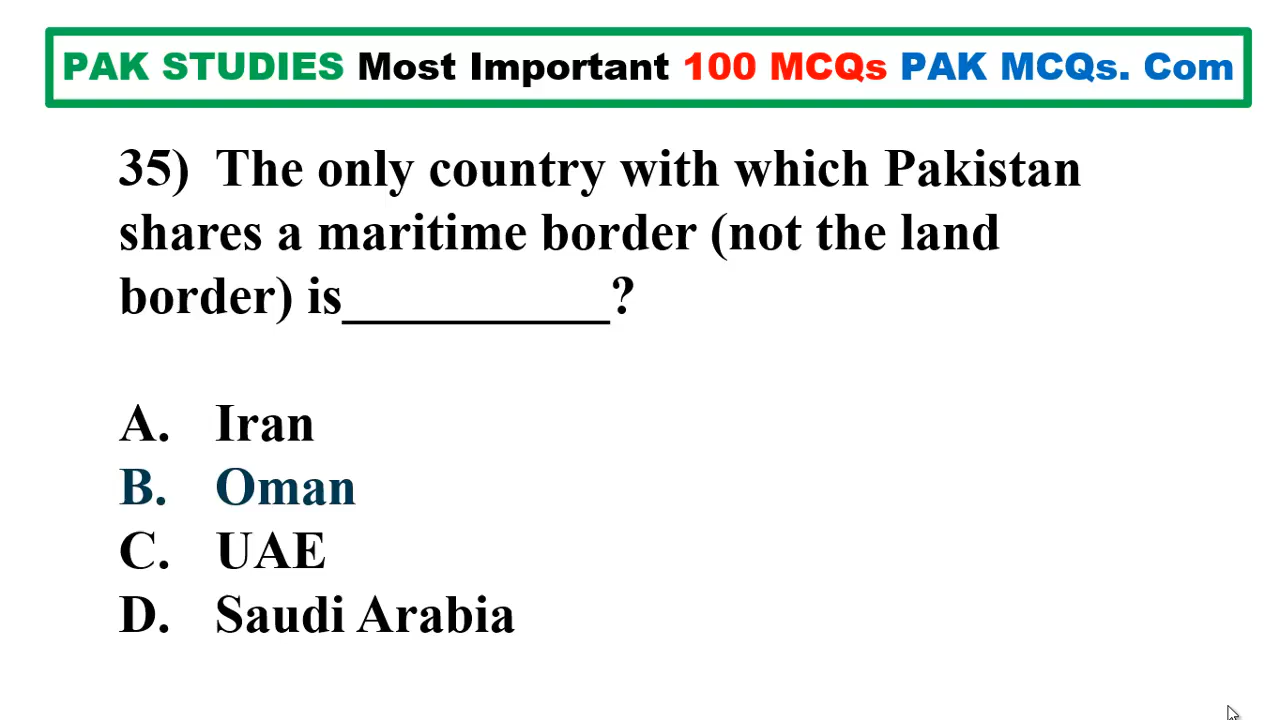 PAK STUDIES Most Important 100 MCQs PAK MCQs. Com
35) The only country with which Pakistan
shares a maritime border (not the land
border) is__________?
A. Iran
B. Oman
C. UAE
D. Saudi Arabia